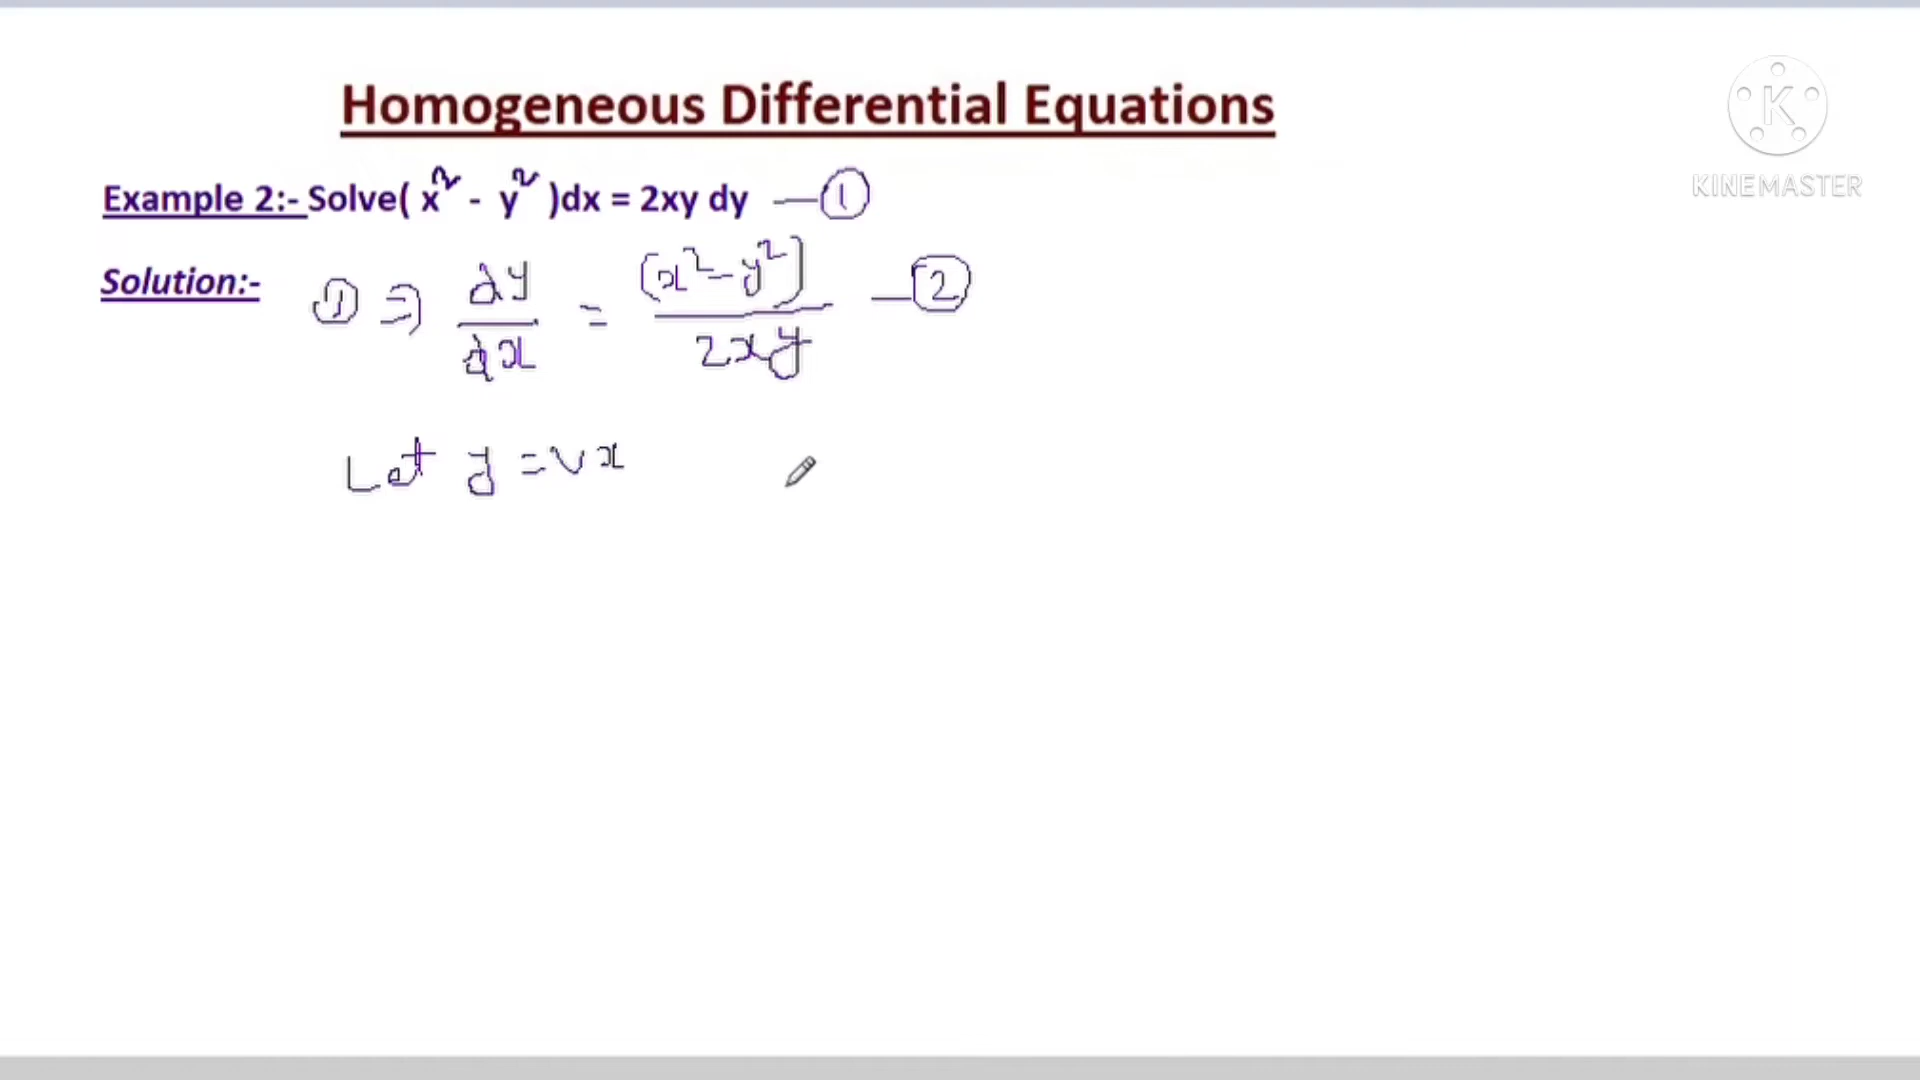 Homogeneous Differential Equations
K
KINEMASTER
Example 2:- Solve( x² - y² )dx = 2xy dy —①
Solution:- ① ⇒ dy/dx = (x²-y²)/2xy —②
Let y = vx